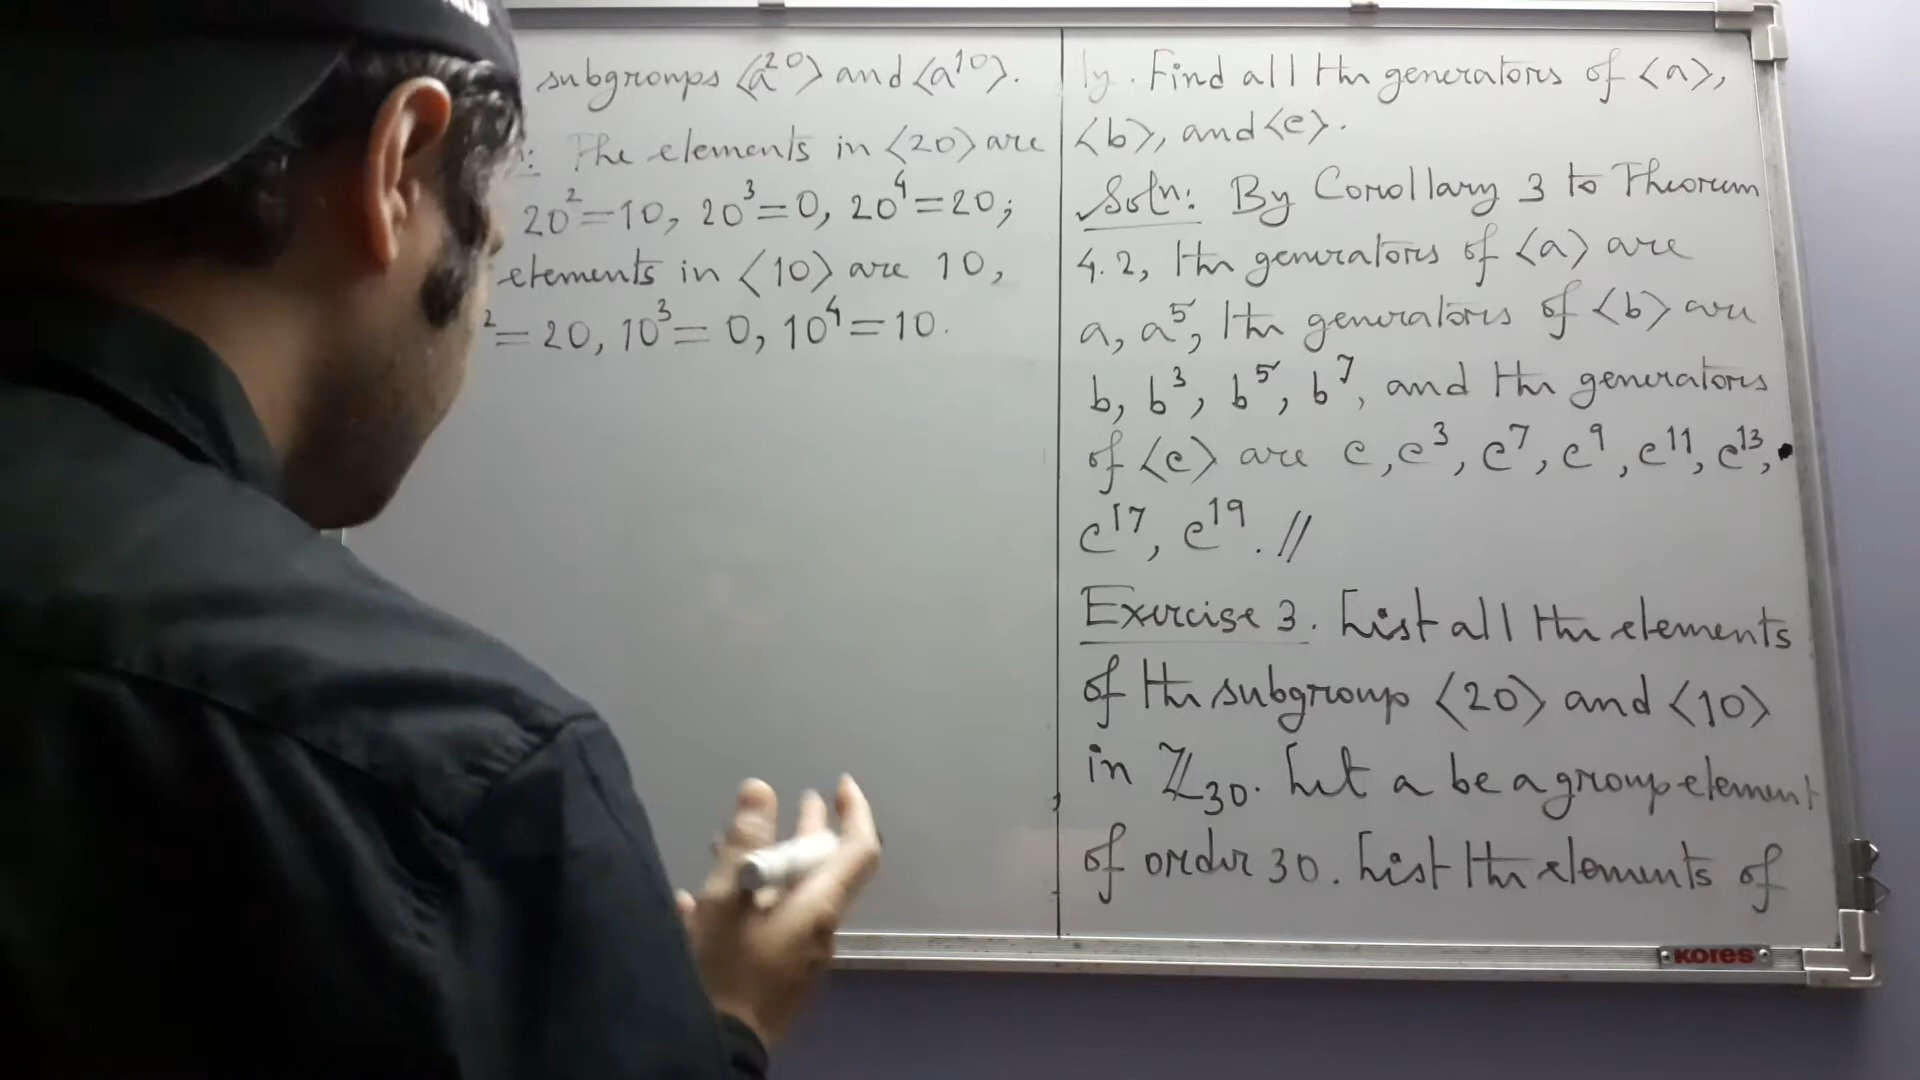 subgroups ⟨a²⁰⟩ and ⟨a¹⁰⟩.
: The elements in ⟨20⟩ are
20²=10, 20³=0, 20⁴=20;
elements in ⟨10⟩ are 10,
²=20, 10³=0, 10⁴=10.
ly. Find all the generators of ⟨a⟩,
⟨b⟩, and ⟨c⟩.
Soln: By Corollary 3 to Theorem
4.2, the generators of ⟨a⟩ are
a, a⁵, the generators of ⟨b⟩ are
b, b³, b⁵, b⁷, and the generators
of ⟨c⟩ are c, c³, c⁷, c⁹, c¹¹, c¹³,
c¹⁷, c¹⁹. //
Exercise 3. List all the elements
of the subgroup ⟨20⟩ and ⟨10⟩
in ℤ₃₀. Let a be a group element
of order 30. List the elements of
KORES